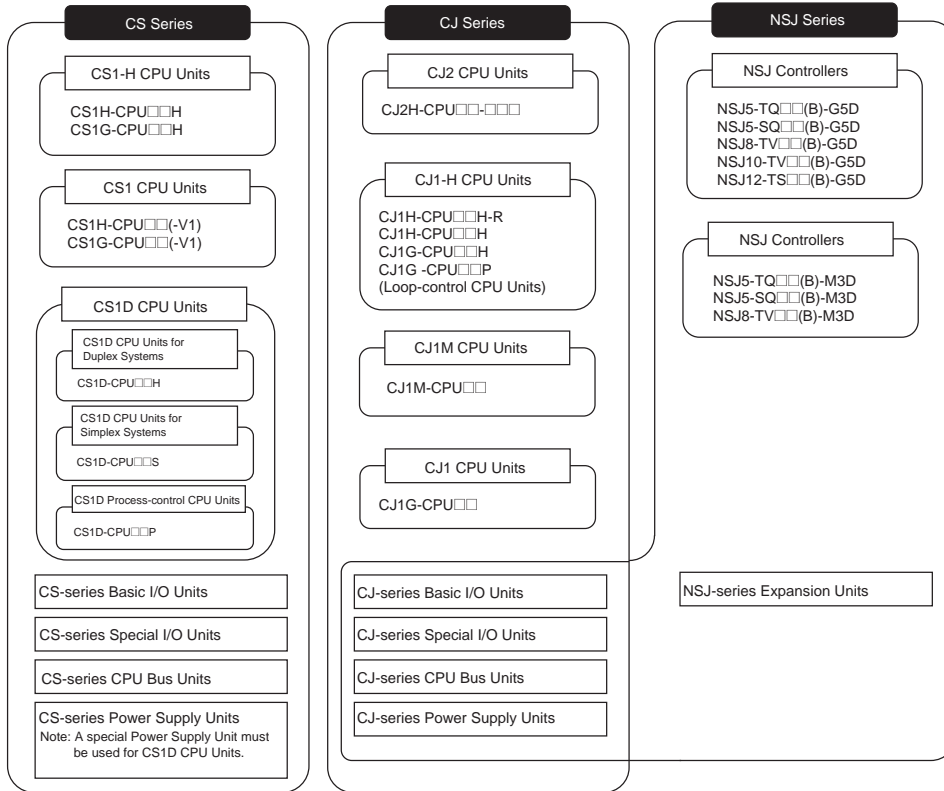 CS Series
CS1-H CPU Units
CS1H-CPU□□H
CS1G-CPU□□H
CS1 CPU Units
CS1H-CPU□□(-V1)
CS1G-CPU□□(-V1)
CS1D CPU Units
CS1D CPU Units for
Duplex Systems
CS1D-CPU□□H
CS1D CPU Units for
Simplex Systems
CS1D-CPU□□S
CS1D Process-control CPU Units
CS1D-CPU□□P
CS-series Basic I/O Units
CS-series Special I/O Units
CS-series CPU Bus Units
CS-series Power Supply Units
Note: A special Power Supply Unit must
be used for CS1D CPU Units.
CJ Series
CJ2 CPU Units
CJ2H-CPU□□-□□□
CJ1-H CPU Units
CJ1H-CPU□□H-R
CJ1H-CPU□□H
CJ1G-CPU□□H
CJ1G -CPU□□P
(Loop-control CPU Units)
CJ1M CPU Units
CJ1M-CPU□□
CJ1 CPU Units
CJ1G-CPU□□
CJ-series Basic I/O Units
CJ-series Special I/O Units
CJ-series CPU Bus Units
CJ-series Power Supply Units
NSJ Series
NSJ Controllers
NSJ5-TQ□□(B)-G5D
NSJ5-SQ□□(B)-G5D
NSJ8-TV□□(B)-G5D
NSJ10-TV□□(B)-G5D
NSJ12-TS□□(B)-G5D
NSJ Controllers
NSJ5-TQ□□(B)-M3D
NSJ5-SQ□□(B)-M3D
NSJ8-TV□□(B)-M3D
NSJ-series Expansion Units